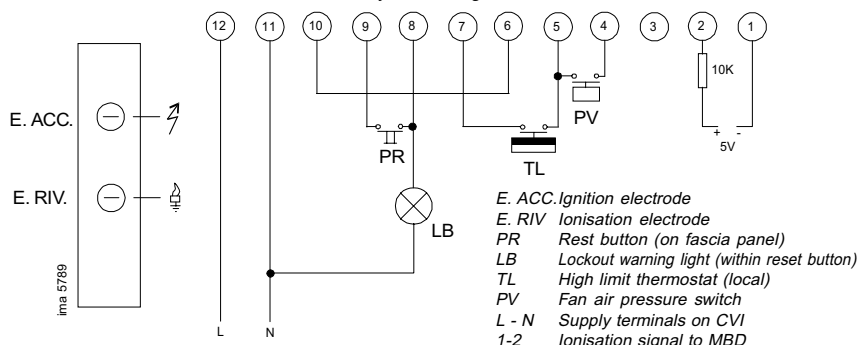 12 11 10 9 8 7 6 5 4 3 2 1
10K
+ -
5V
PV
PR
TL
LB
E. ACC.
E. RIV.
ima 5789
L N
E. ACC. Ignition electrode
E. RIV Ionisation electrode
PR Rest button (on fascia panel)
LB Lockout warning light (within reset button)
TL High limit thermostat (local)
PV Fan air pressure switch
L - N Supply terminals on CVI
1-2 Ionisation signal to MBD